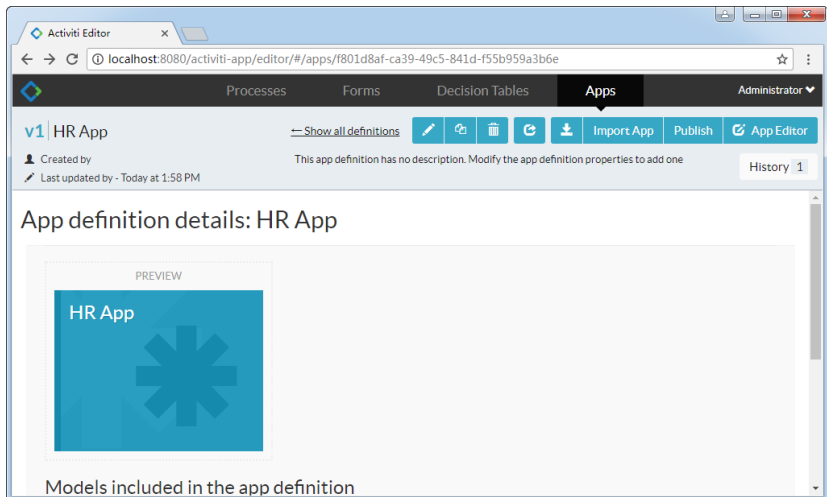 Activiti Editor
localhost:8080/activiti-app/editor/#/apps/f801d8af-ca39-49c5-841d-f55b959a3b6e
Processes Forms Decision Tables Apps Administrator
v1 HR App ←Show all definitions Import App Publish App Editor
Created by This app definition has no description. Modify the app definition properties to add one
Last updated by - Today at 1:58 PM History 1
App definition details: HR App
PREVIEW
HR App
Models included in the app definition